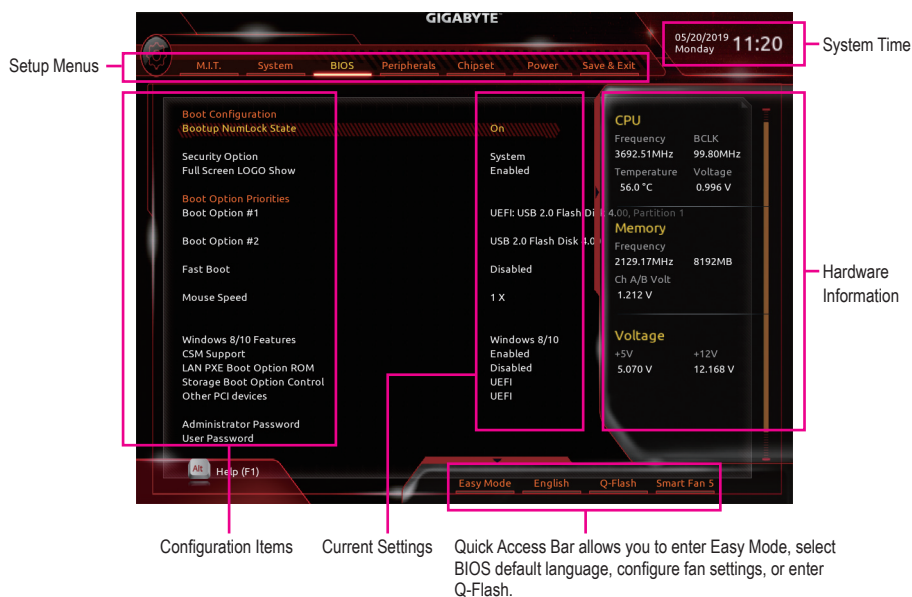 GIGABYTE™
05/20/2019
Monday
11:20
System Time
Setup Menus
M.I.T.
System
BIOS
Peripherals
Chipset
Power
Save & Exit
Boot Configuration
Bootup NumLock State On
Security Option System
Full Screen LOGO Show Enabled
Boot Option Priorities
Boot Option #1 UEFI: USB 2.0 Flash Disk 4.00, Partition 1
Boot Option #2 USB 2.0 Flash Disk 4.0
Fast Boot Disabled
Mouse Speed 1 X
Windows 8/10 Features Windows 8/10
CSM Support Enabled
LAN PXE Boot Option ROM Disabled
Storage Boot Option Control UEFI
Other PCI devices UEFI
Administrator Password
User Password
CPU
Frequency BCLK
3692.51MHz 99.80MHz
Temperature Voltage
56.0 °C 0.996 V
Memory
Frequency
2129.17MHz 8192MB
Ch A/B Volt
1.212 V
Voltage
+5V +12V
5.070 V 12.168 V
Hardware
Information
Alt Help (F1)
Easy Mode
English
Q-Flash
Smart Fan 5
Configuration Items
Current Settings
Quick Access Bar allows you to enter Easy Mode, select
BIOS default language, configure fan settings, or enter
Q-Flash.